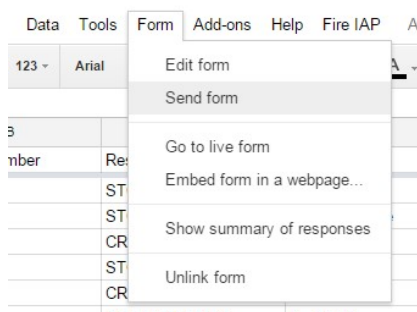 Data Tools Form Add-ons Help Fire IAP A
123 Arial A
Edit form
Send form
Go to live form
Embed form in a webpage...
Show summary of responses
Unlink form
B
mber Res
ST
ST
CR
ST
CR